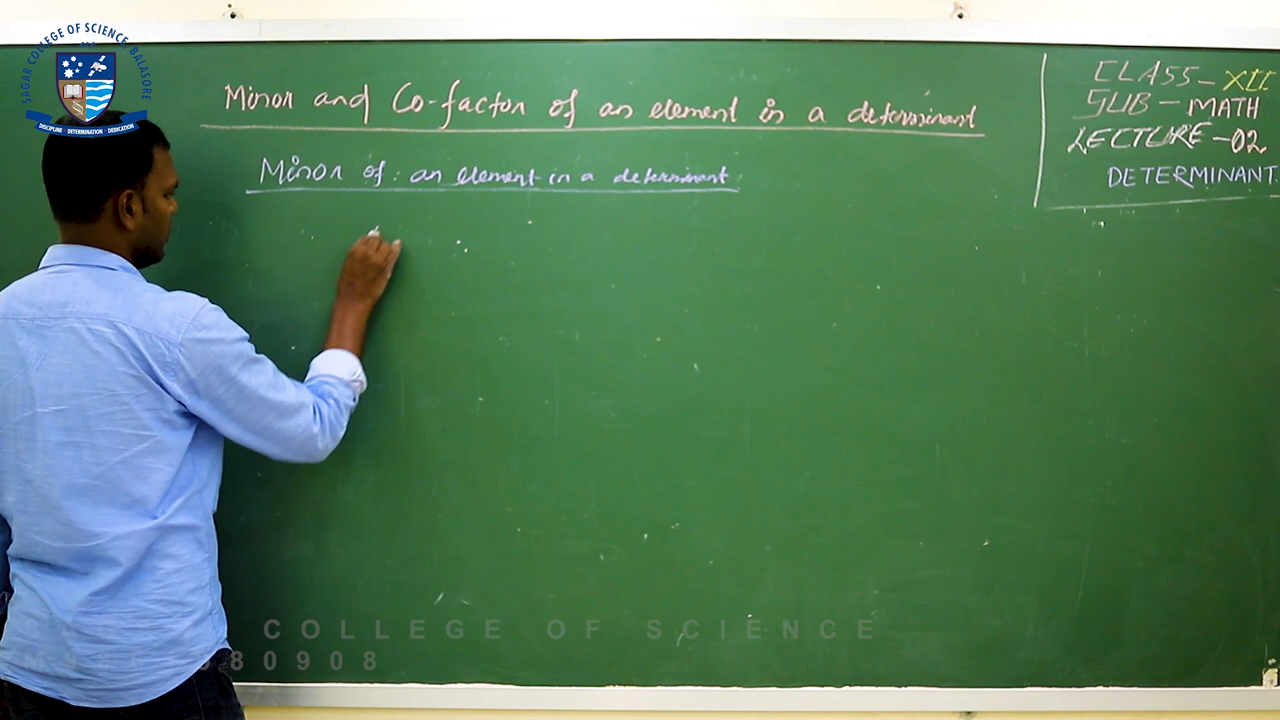 SAGAR COLLEGE OF SCIENCE, BALASORE
DISCIPLINE - DETERMINATION - DEDICATION
Minor and Co-factor of an element in a determinant
Minor of: an element in a determinant
CLASS - XII
SUB - MATH
LECTURE - 02
DETERMINANT
COLLEGE OF SCIENCE
80908